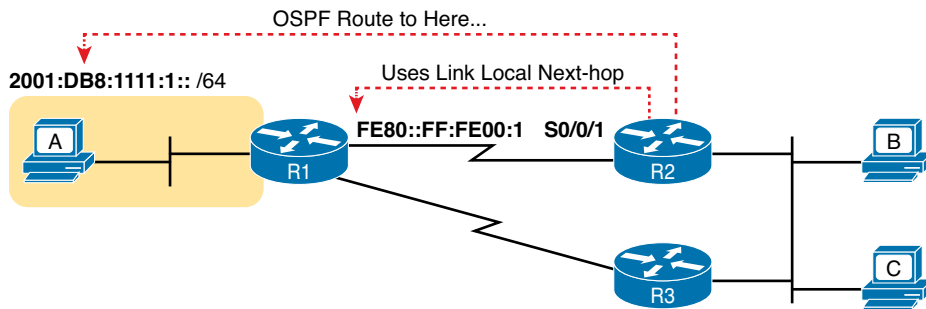 OSPF Route to Here...
2001:DB8:1111:1:: /64
Uses Link Local Next-hop
A
FE80::FF:FE00:1 S0/0/1
B
R1
R2
C
R3